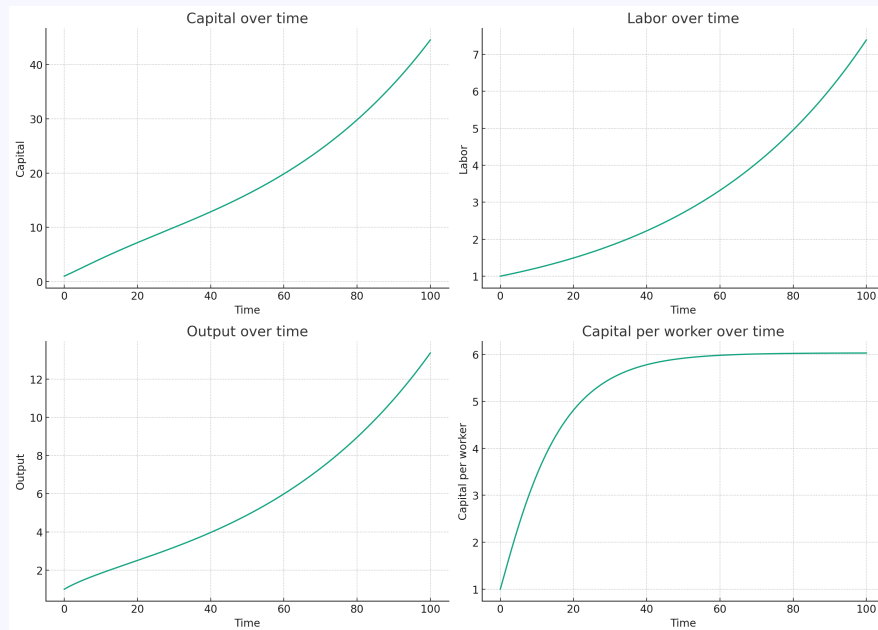 Capital over time
Capital
40
30
20
10
0
0 20 40 60 80 100
Time
Labor over time
Labor
7
6
5
4
3
2
1
0 20 40 60 80 100
Time
Output over time
Output
12
10
8
6
4
2
0 20 40 60 80 100
Time
Capital per worker over time
Capital per worker
6
5
4
3
2
1
0 20 40 60 80 100
Time